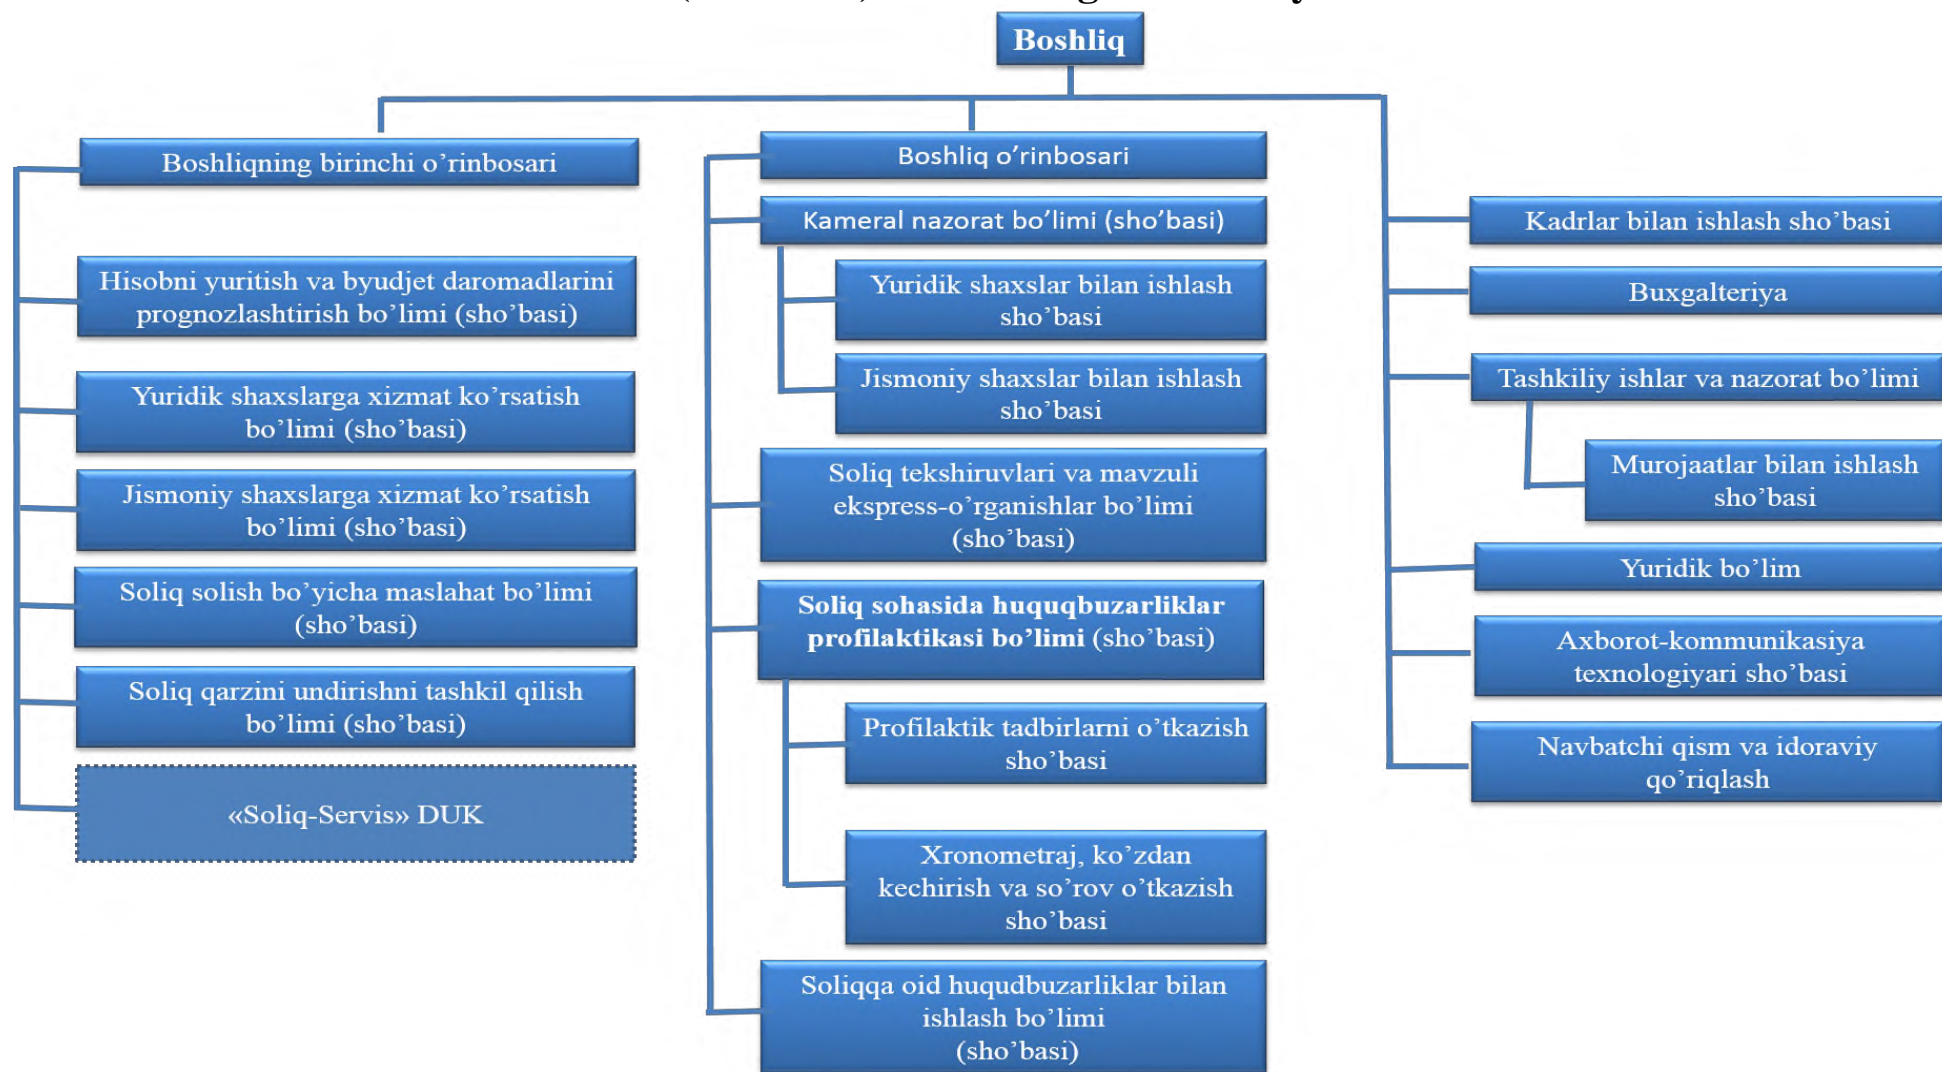 Boshliq
Boshliqning birinchi o’rinbosari
Hisobni yuritish va byudjet daromadlarini
prognozlashtirish bo’limi (sho’basi)
Yuridik shaxslarga xizmat ko’rsatish
bo’limi (sho’basi)
Jismoniy shaxslarga xizmat ko’rsatish
bo’limi (sho’basi)
Soliq solish bo’yicha maslahat bo’limi
(sho’basi)
Soliq qarzini undirishni tashkil qilish
bo’limi (sho’basi)
«Soliq-Servis» DUK
Boshliq o’rinbosari
Kameral nazorat bo’limi (sho’basi)
Yuridik shaxslar bilan ishlash
sho’basi
Jismoniy shaxslar bilan ishlash
sho’basi
Soliq tekshiruvlari va mavzuli
ekspress-o’rganishlar bo’limi
(sho’basi)
Soliq sohasida huquqbuzarliklar
profilaktikasi bo’limi (sho’basi)
Profilaktik tadbirlarni o’tkazish
sho’basi
Xronometraj, ko’zdan
kechirish va so’rov o’tkazish
sho’basi
Soliqqa oid huqudbuzarliklar bilan
ishlash bo’limi
(sho’basi)
Kadrlar bilan ishlash sho’basi
Buxgalteriya
Tashkiliy ishlar va nazorat bo’limi
Murojaatlar bilan ishlash
sho’basi
Yuridik bo’lim
Axborot-kommunikasiya
texnologiyari sho’basi
Navbatchi qism va idoraviy
qo’riqlash